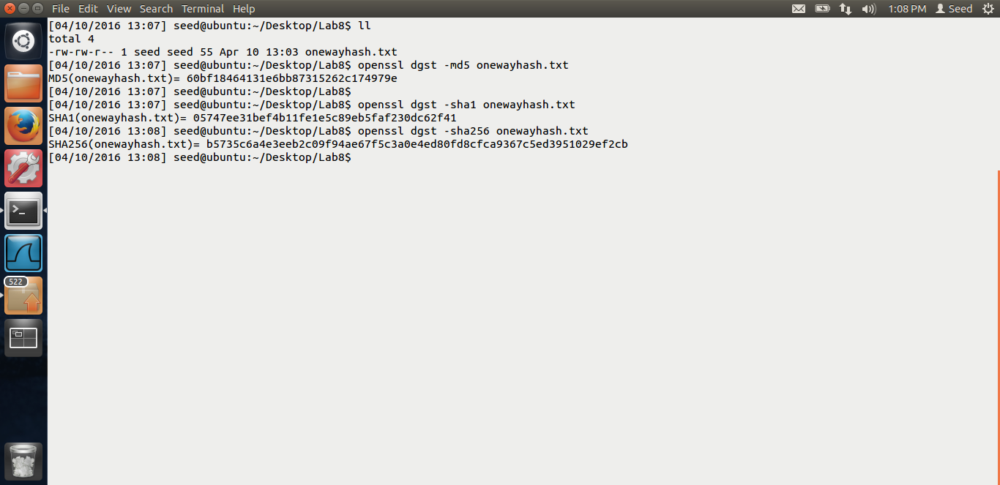 File Edit View Search Terminal Help 1:08 PM Seed
[04/10/2016 13:07] seed@ubuntu:~/Desktop/Lab8$ ll
total 4
-rw-rw-r-- 1 seed seed 55 Apr 10 13:03 onewayhash.txt
[04/10/2016 13:07] seed@ubuntu:~/Desktop/Lab8$ openssl dgst -md5 onewayhash.txt
MD5(onewayhash.txt)= 60bf18464131e6bb87315262c174979e
[04/10/2016 13:07] seed@ubuntu:~/Desktop/Lab8$
[04/10/2016 13:07] seed@ubuntu:~/Desktop/Lab8$ openssl dgst -sha1 onewayhash.txt
SHA1(onewayhash.txt)= 05747ee31bef4b11fe1e5c89eb5faf230dc62f41
[04/10/2016 13:08] seed@ubuntu:~/Desktop/Lab8$ openssl dgst -sha256 onewayhash.txt
SHA256(onewayhash.txt)= b5735c6a4e3eeb2c09f94ae67f5c3a0e4ed80fd8cfca9367c5ed3951029ef2cb
[04/10/2016 13:08] seed@ubuntu:~/Desktop/Lab8$
522